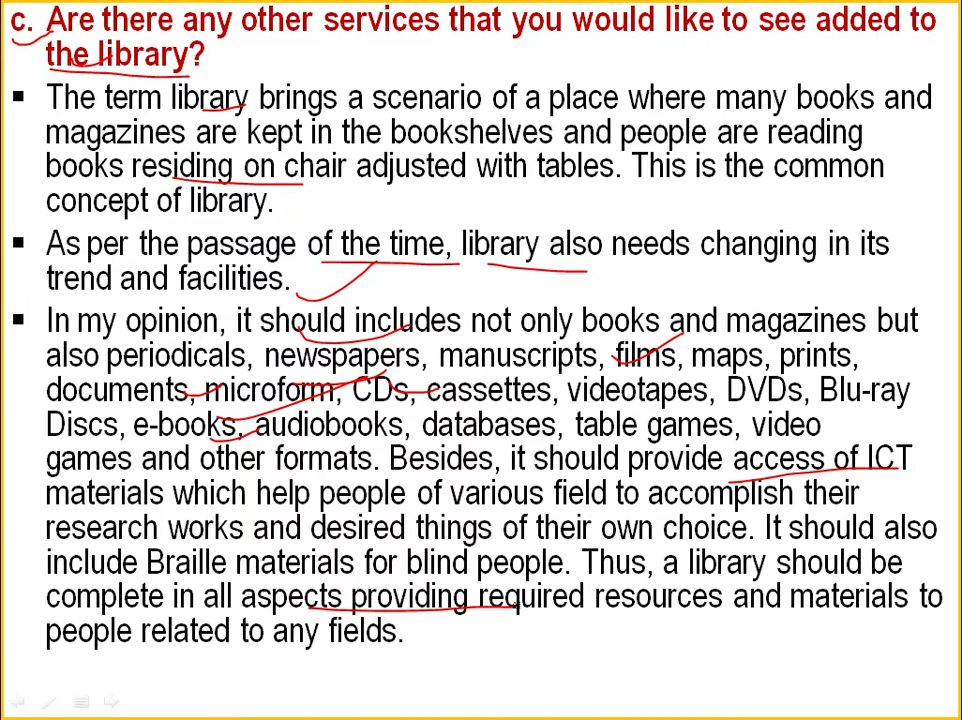 c. Are there any other services that you would like to see added to
the library?
▪ The term library brings a scenario of a place where many books and
magazines are kept in the bookshelves and people are reading
books residing on chair adjusted with tables. This is the common
concept of library.
▪ As per the passage of the time, library also needs changing in its
trend and facilities.
▪ In my opinion, it should includes not only books and magazines but
also periodicals, newspapers, manuscripts, films, maps, prints,
documents, microform, CDs, cassettes, videotapes, DVDs, Blu-ray
Discs, e-books, audiobooks, databases, table games, video
games and other formats. Besides, it should provide access of ICT
materials which help people of various field to accomplish their
research works and desired things of their own choice. It should also
include Braille materials for blind people. Thus, a library should be
complete in all aspects providing required resources and materials to
people related to any fields.